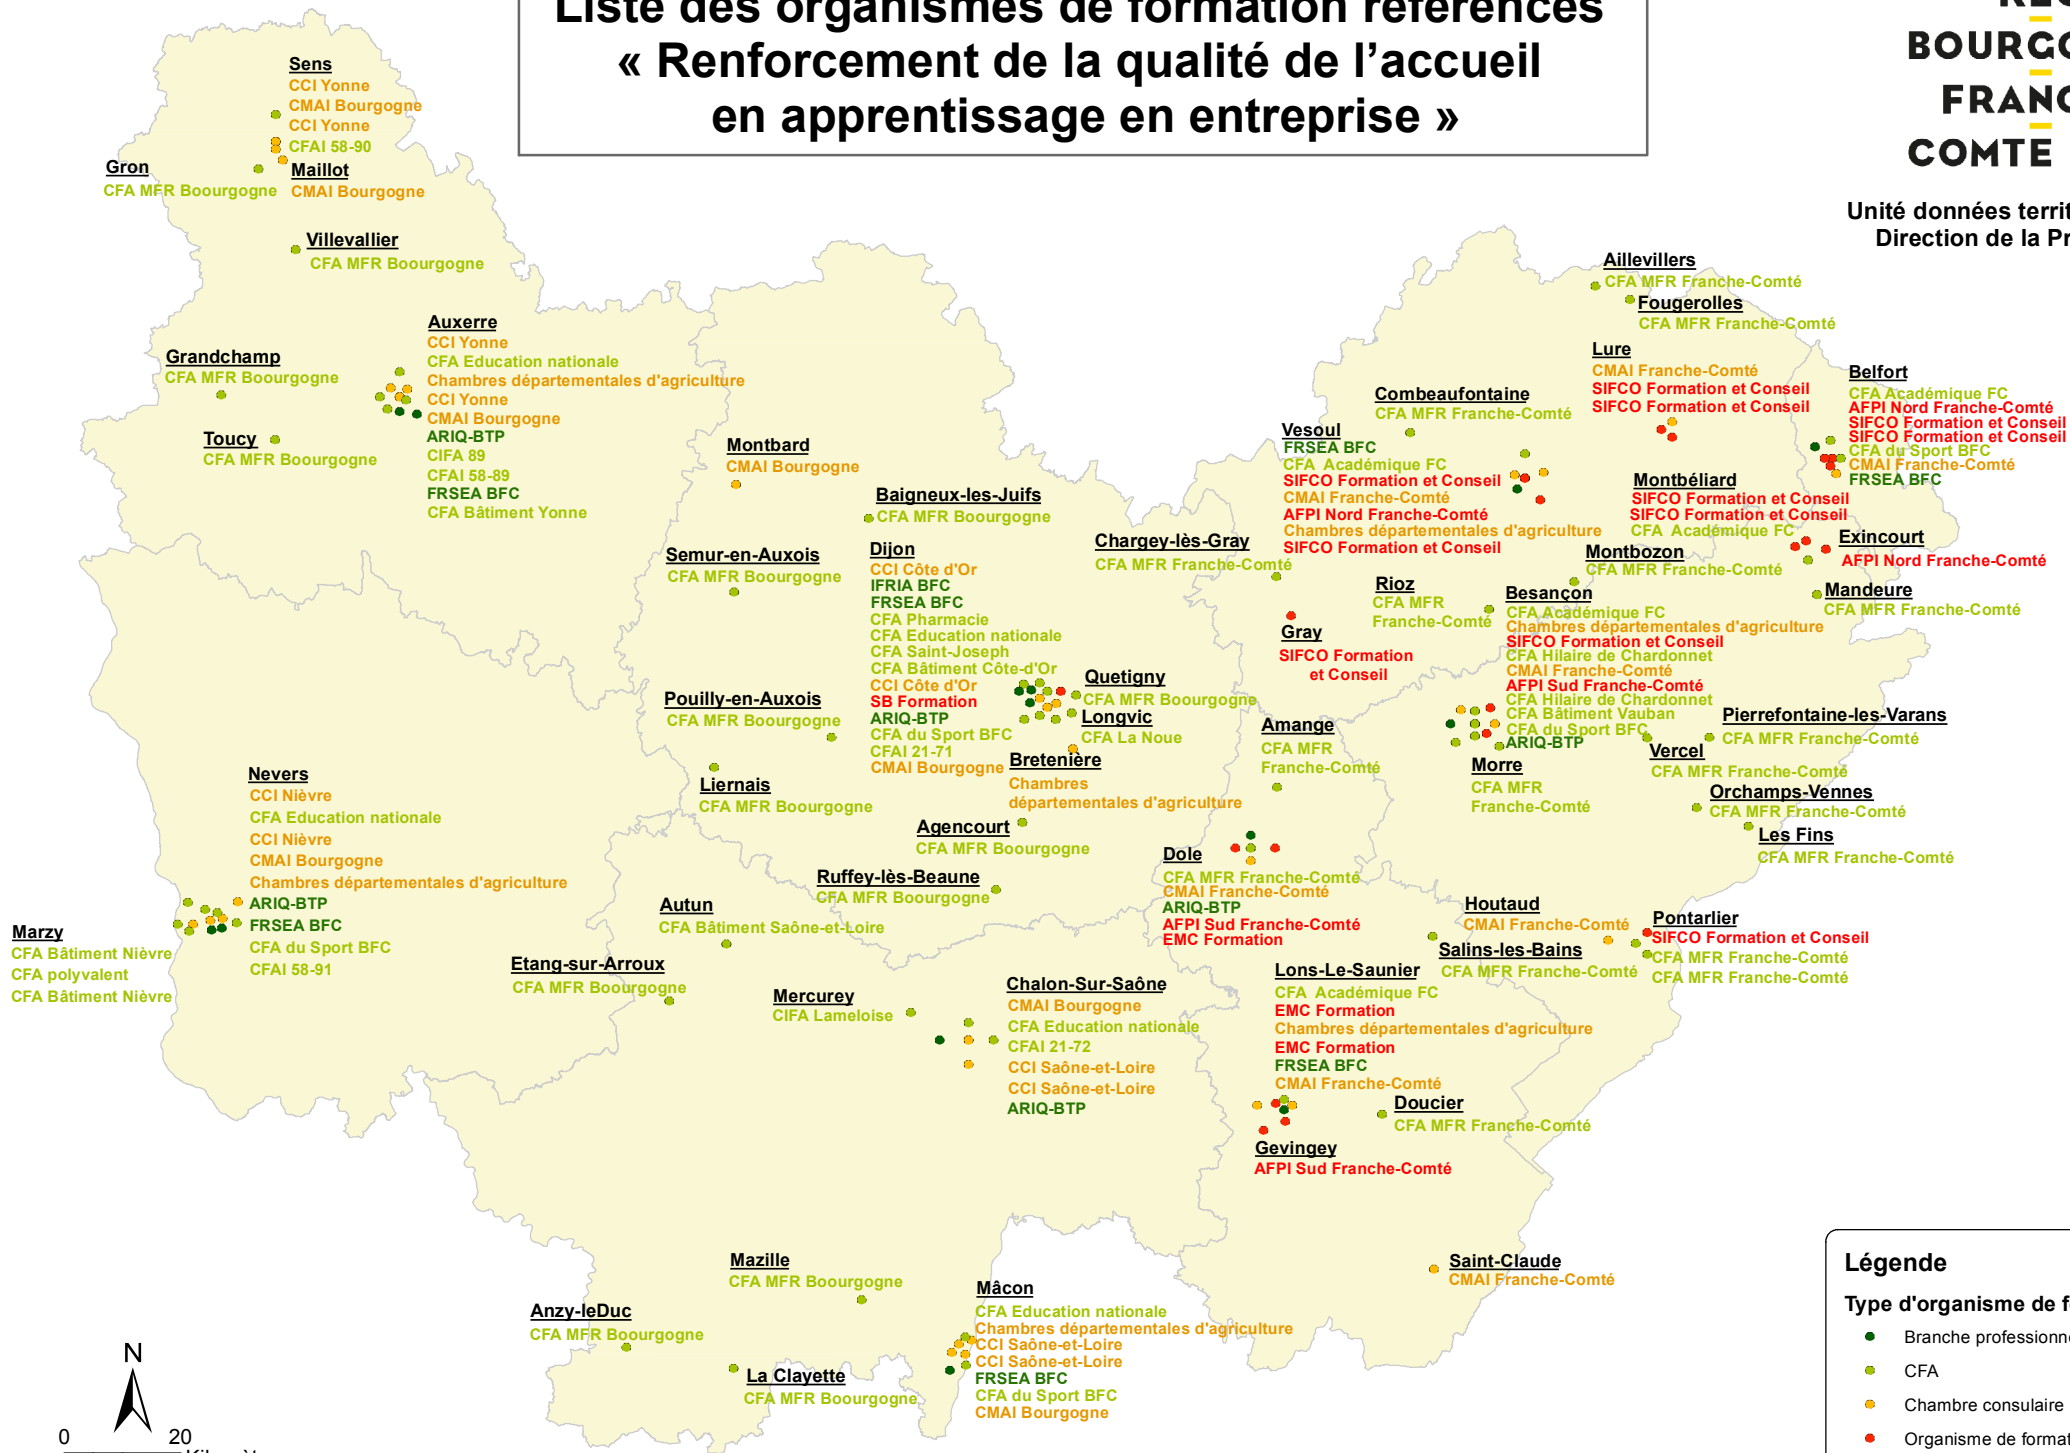 Liste des organismes de formation référencés
« Renforcement de la qualité de l'accueil
en apprentissage en entreprise »
BOURGO
FRANC
COMTE
Unité données territ
Direction de la Pr
Sens
CCI Yonne
CMAI Bourgogne
CCI Yonne
CFAI 58-90
Gron
CFA MFR Boourgogne
Maillot
CMAI Bourgogne
Villevallier
CFA MFR Boourgogne
Auxerre
CCI Yonne
CFA Education nationale
Chambres départementales d'agriculture
CCI Yonne
CMAI Bourgogne
ARIQ-BTP
CIFA 89
CFAI 58-89
FRSEA BFC
CFA Bâtiment Yonne
Grandchamp
CFA MFR Boourgogne
Toucy
CFA MFR Boourgogne
Montbard
CMAI Bourgogne
Baigneux-les-Juifs
CFA MFR Boourgogne
Semur-en-Auxois
CFA MFR Boourgogne
Dijon
CCI Côte d'Or
IFRIA BFC
FRSEA BFC
CFA Pharmacie
CFA Education nationale
CFA Saint-Joseph
CFA Bâtiment Côte-d'Or
CCI Côte d'Or
SB Formation
ARIQ-BTP
CFA du Sport BFC
CFAI 21-71
CMAI Bourgogne
Quetigny
CFA MFR Boourgogne
Longvic
CFA La Noue
Bretenière
Chambres
départementales d'agriculture
Pouilly-en-Auxois
CFA MFR Boourgogne
Liernais
CFA MFR Boourgogne
Agencourt
CFA MFR Boourgogne
Ruffey-lès-Beaune
CFA MFR Boourgogne
Aillevillers
CFA MFR Franche-Comté
Fougerolles
CFA MFR Franche-Comté
Lure
CMAI Franche-Comté
SIFCO Formation et Conseil
SIFCO Formation et Conseil
Belfort
CFA Académique FC
AFPI Nord Franche-Comté
SIFCO Formation et Conseil
SIFCO Formation et Conseil
CFA du Sport BFC
CMAI Franche-Comté
FRSEA BFC
Combeaufontaine
CFA MFR Franche-Comté
Vesoul
FRSEA BFC
CFA Académique FC
SIFCO Formation et Conseil
CMAI Franche-Comté
AFPI Nord Franche-Comté
Chambres départementales d'agriculture
SIFCO Formation et Conseil
Montbéliard
SIFCO Formation et Conseil
SIFCO Formation et Conseil
CFA Académique FC
Exincourt
AFPI Nord Franche-Comté
Mandeure
CFA MFR Franche-Comté
Chargey-lès-Gray
CFA MFR Franche-Comté
Montbozon
CFA MFR Franche-Comté
Rioz
CFA MFR
Franche-Comté
Gray
SIFCO Formation
et Conseil
Besançon
CFA Académique FC
Chambres départementales d'agriculture
SIFCO Formation et Conseil
CFA Hilaire de Chardonnet
CMAI Franche-Comté
AFPI Sud Franche-Comté
CFA Hilaire de Chardonnet
CFA Bâtiment Vauban
CFA du Sport BFC
ARIQ-BTP
Pierrefontaine-les-Varans
CFA MFR Franche-Comté
Vercel
CFA MFR Franche-Comté
Morre
CFA MFR
Franche-Comté
Orchamps-Vennes
CFA MFR Franche-Comté
Les Fins
CFA MFR Franche-Comté
Amange
CFA MFR
Franche-Comté
Dole
CFA MFR Franche-Comté
CMAI Franche-Comté
ARIQ-BTP
AFPI Sud Franche-Comté
EMC Formation
Houtaud
CMAI Franche-Comté
Pontarlier
SIFCO Formation et Conseil
CFA MFR Franche-Comté
CFA MFR Franche-Comté
Salins-les-Bains
CFA MFR Franche-Comté
Nevers
CCI Nièvre
CFA Education nationale
CCI Nièvre
CMAI Bourgogne
Chambres départementales d'agriculture
ARIQ-BTP
FRSEA BFC
CFA du Sport BFC
CFAI 58-91
Marzy
CFA Bâtiment Nièvre
CFA polyvalent
CFA Bâtiment Nièvre
Autun
CFA Bâtiment Saône-et-Loire
Etang-sur-Arroux
CFA MFR Boourgogne
Mercurey
CIFA Lameloise
Chalon-Sur-Saône
CMAI Bourgogne
CFA Education nationale
CFAI 21-72
CCI Saône-et-Loire
CCI Saône-et-Loire
ARIQ-BTP
Lons-Le-Saunier
CFA Académique FC
EMC Formation
Chambres départementales d'agriculture
EMC Formation
FRSEA BFC
CMAI Franche-Comté
Doucier
CFA MFR Franche-Comté
Gevingey
AFPI Sud Franche-Comté
Saint-Claude
CMAI Franche-Comté
Mazille
CFA MFR Boourgogne
Anzy-leDuc
CFA MFR Boourgogne
La Clayette
CFA MFR Boourgogne
Mâcon
CFA Education nationale
Chambres départementales d'agriculture
CCI Saône-et-Loire
CCI Saône-et-Loire
FRSEA BFC
CFA du Sport BFC
CMAI Bourgogne
N
0 20
Légende
Type d'organisme de f
Branche professionne
CFA
Chambre consulaire
Organisme de format